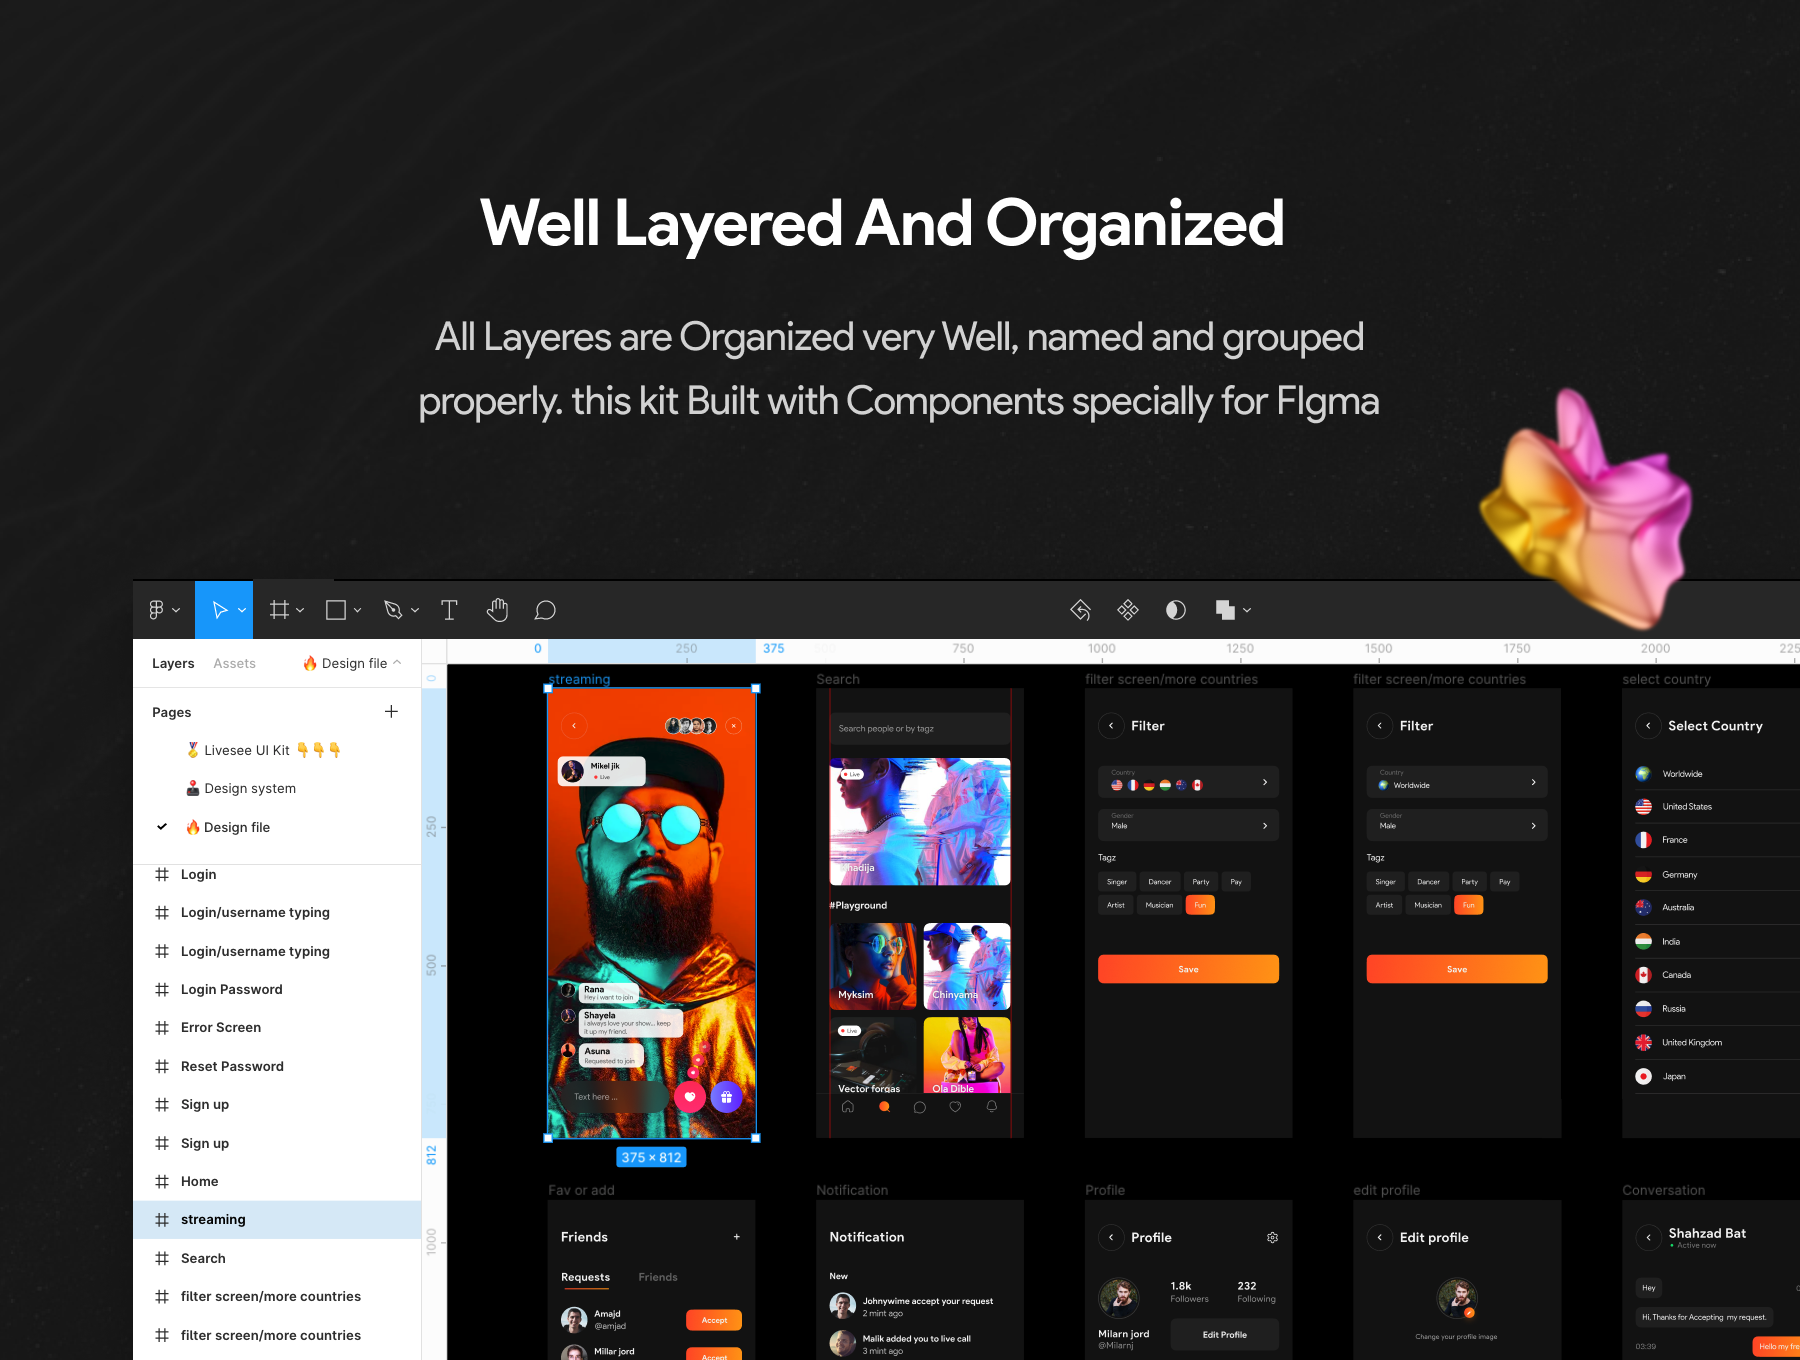 Well Layered And Organized
All Layeres are Organized very Well, named and grouped
properly. this kit Built with Components specially for FIgma
Layers
Assets
Design file
Pages
Livesee UI Kit
Design system
Design file
Login
Login/username typing
Login/username typing
Login Password
Error Screen
Reset Password
Sign up
Sign up
Home
streaming
Search
filter screen/more countries
filter screen/more countries
0
250
375
750
1000
1250
1500
1750
2000
225
0
250
500
812
1000
streaming
Mikel jik
Live
Rana
Hey i want to join
Shayela
i always love your show... keep
it up my friend.
Asuna
Requested to join
Text here ...
375 × 812
Search
Search people or by tagz
Live
#Playground
Myksim
Chinyama
Live
Vector forgas
Ola Dible
filter screen/more countries
Filter
Country
Gender
Male
Tagz
Singer
Dancer
Party
Pay
Artist
Musician
Fun
Save
filter screen/more countries
Filter
Country
Worldwide
Gender
Male
Tagz
Singer
Dancer
Party
Pay
Artist
Musician
Fun
Save
select country
Select Country
Worldwide
United States
France
Germany
Australia
India
Canada
Russia
United Kingdom
Japan
Fav or add
Friends
+
Requests
Friends
Amajd
@amjad
Accept
Millar jord
Accept
Notification
Notification
New
Johnywime accept your request
2 mint ago
Malik added you to live call
3 mint ago
Profile
Profile
1.8k
Followers
232
Following
Milarn jord
@Milarnj
Edit Profile
edit profile
Edit profile
Change your profile image
Conversation
Shahzad Bat
Active now
Hey
Hi, Thanks for Accepting my request.
03:39
Hello my fre